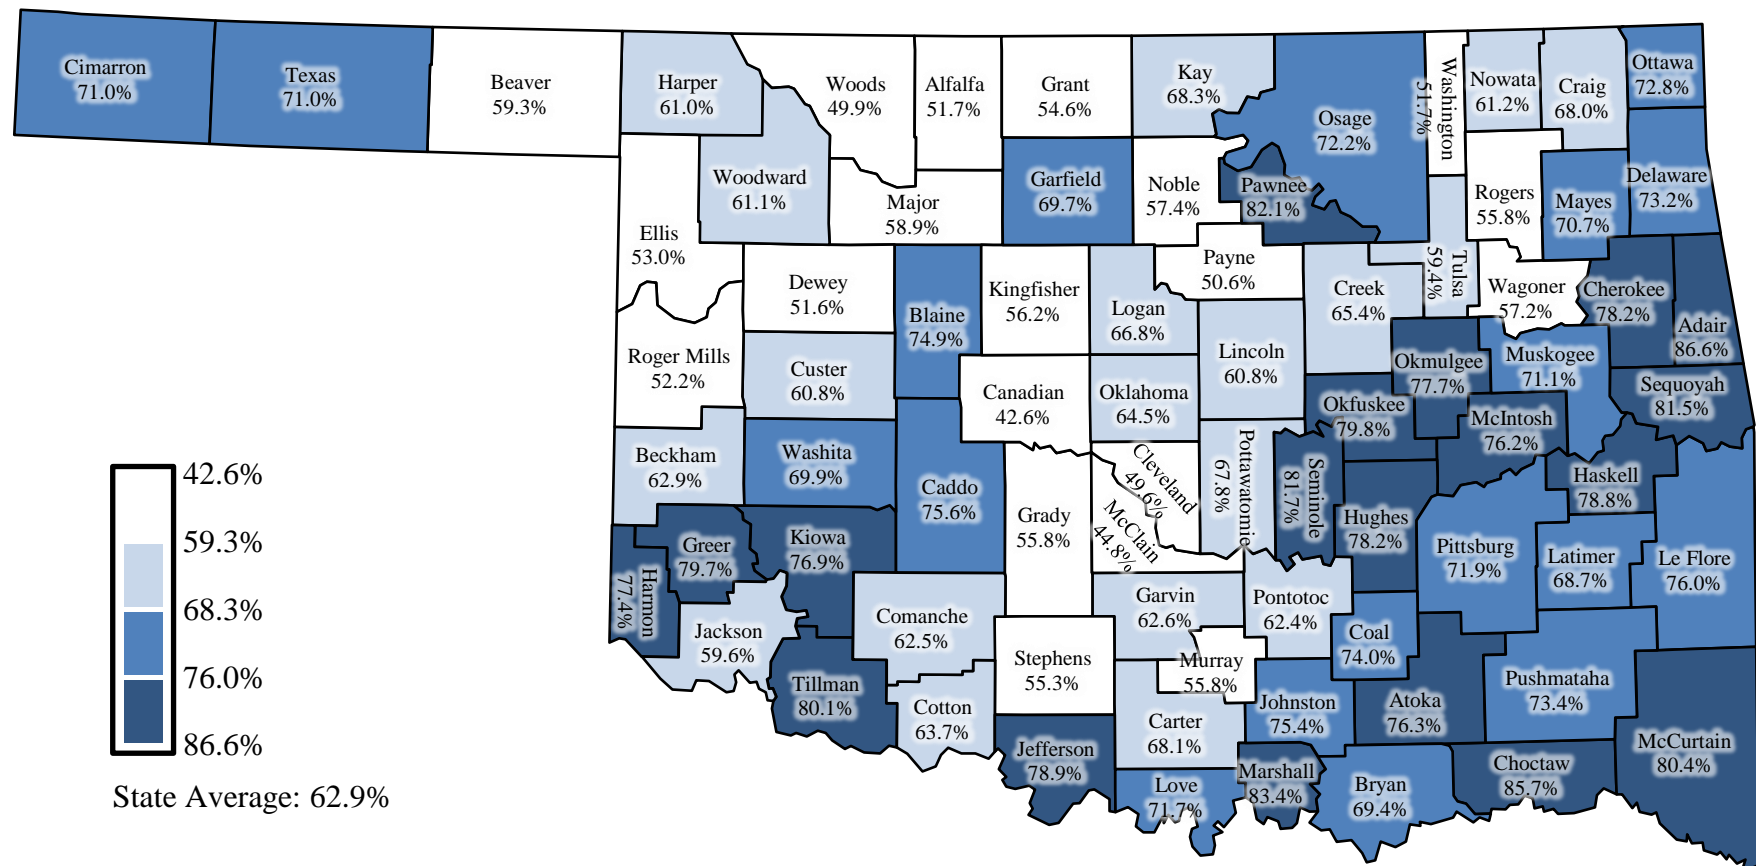 Cimarron
71.0%
Texas
71.0%
Beaver
59.3%
Harper
61.0%
Woods
49.9%
Alfalfa
51.7%
Grant
54.6%
Kay
68.3%
Osage
72.2%
Washington
51.7%
Nowata
61.2%
Craig
68.0%
Ottawa
72.8%
Woodward
61.1%
Major
58.9%
Garfield
69.7%
Noble
57.4%
Pawnee
82.1%
Rogers
55.8%
Mayes
70.7%
Delaware
73.2%
Ellis
53.0%
Dewey
51.6%
Blaine
74.9%
Kingfisher
56.2%
Logan
66.8%
Payne
50.6%
Creek
65.4%
Tulsa
59.4%
Wagoner
57.2%
Cherokee
78.2%
Adair
86.6%
Roger Mills
52.2%
Custer
60.8%
Canadian
42.6%
Oklahoma
64.5%
Lincoln
60.8%
Okmulgee
77.7%
Muskogee
71.1%
Sequoyah
81.5%
Beckham
62.9%
Washita
69.9%
Caddo
75.6%
Grady
55.8%
Cleveland
49.6%
McClain
44.8%
Pottawatomie
67.8%
Seminole
81.7%
Okfuskee
79.8%
McIntosh
76.2%
Haskell
78.8%
Hughes
78.2%
Pittsburg
71.9%
Latimer
68.7%
Le Flore
76.0%
Harmon
77.4%
Greer
79.7%
Kiowa
76.9%
Jackson
59.6%
Comanche
62.5%
Garvin
62.6%
Pontotoc
62.4%
Coal
74.0%
Tillman
80.1%
Cotton
63.7%
Stephens
55.3%
Murray
55.8%
Carter
68.1%
Johnston
75.4%
Atoka
76.3%
Pushmataha
73.4%
McCurtain
80.4%
Jefferson
78.9%
Love
71.7%
Marshall
83.4%
Bryan
69.4%
Choctaw
85.7%
42.6%
59.3%
68.3%
76.0%
86.6%
State Average: 62.9%